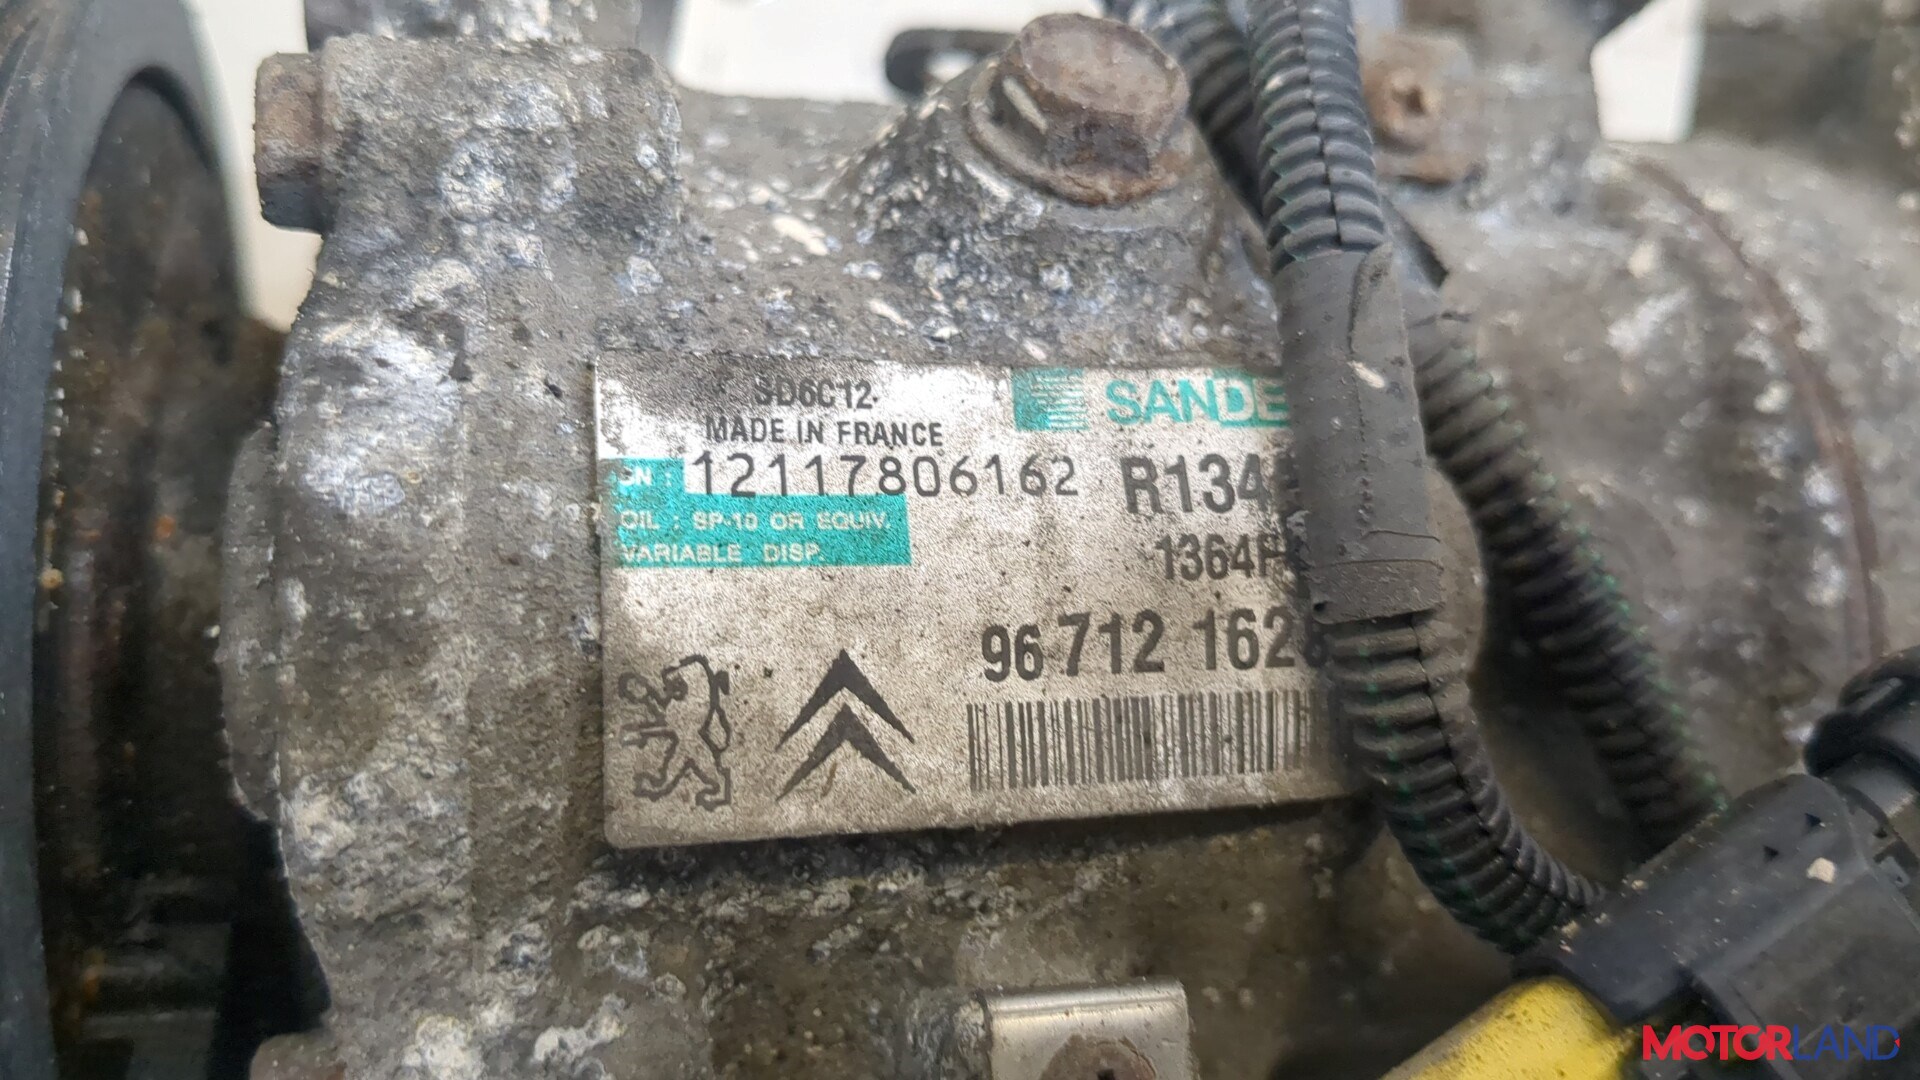 SD6C12
MADE IN FRANCE
SANDE
SN : 12117806162
R134
OIL : SP-10 OR EQUIV.
VARIABLE DISP.
1364F
96 712 162
MOTORLAND